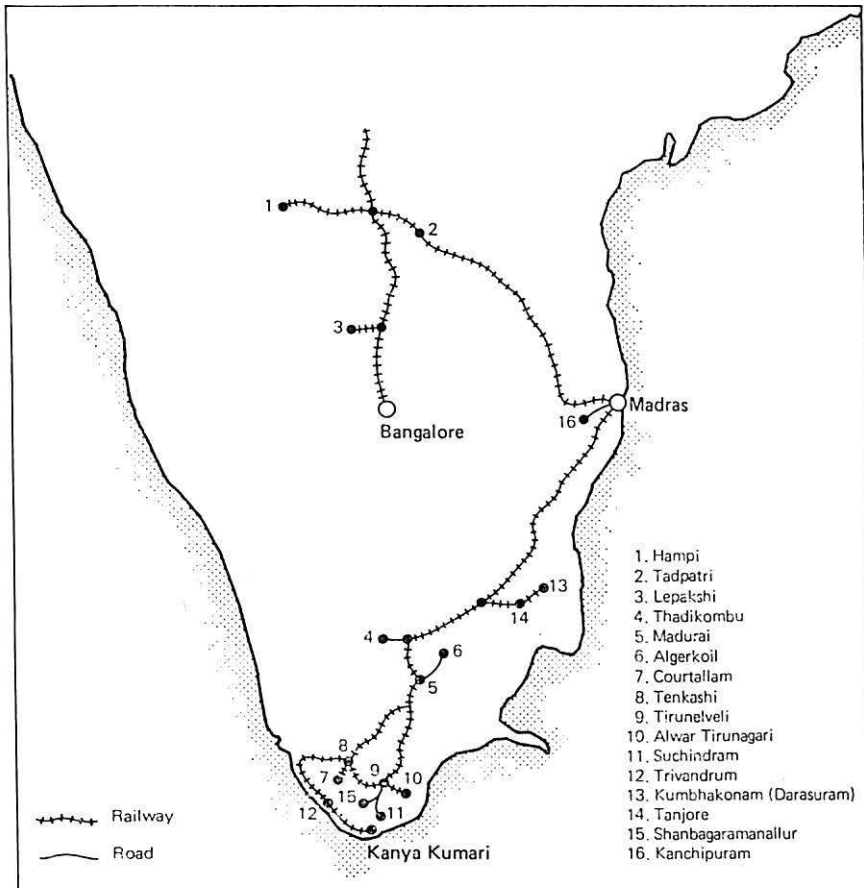 1
2
3
Bangalore
Madras
16
13
14
4
6
5
8
7
9
10
15
11
12
Kanya Kumari
Railway
Road
1. Hampi
2. Tadpatri
3. Lepakshi
4. Thadikombu
5. Madurai
6. Algerkoil
7. Courtallam
8. Tenkashi
9. Tirunelveli
10. Alwar Tirunagari
11. Suchindram
12. Trivandrum
13. Kumbhakonam (Darasuram)
14. Tanjore
15. Shanbagaramanallur
16. Kanchipuram